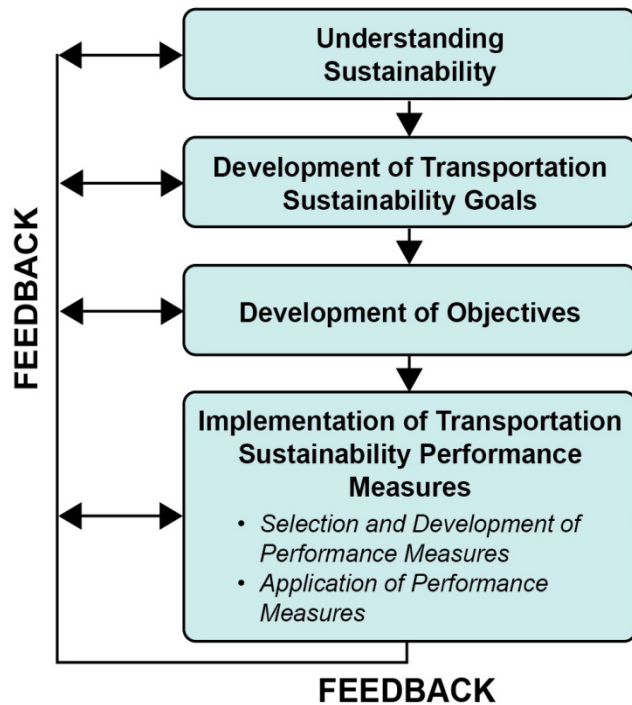 Understanding
Sustainability
Development of Transportation
Sustainability Goals
Development of Objectives
Implementation of Transportation
Sustainability Performance
Measures
• Selection and Development of
Performance Measures
• Application of Performance
Measures
FEEDBACK
FEEDBACK